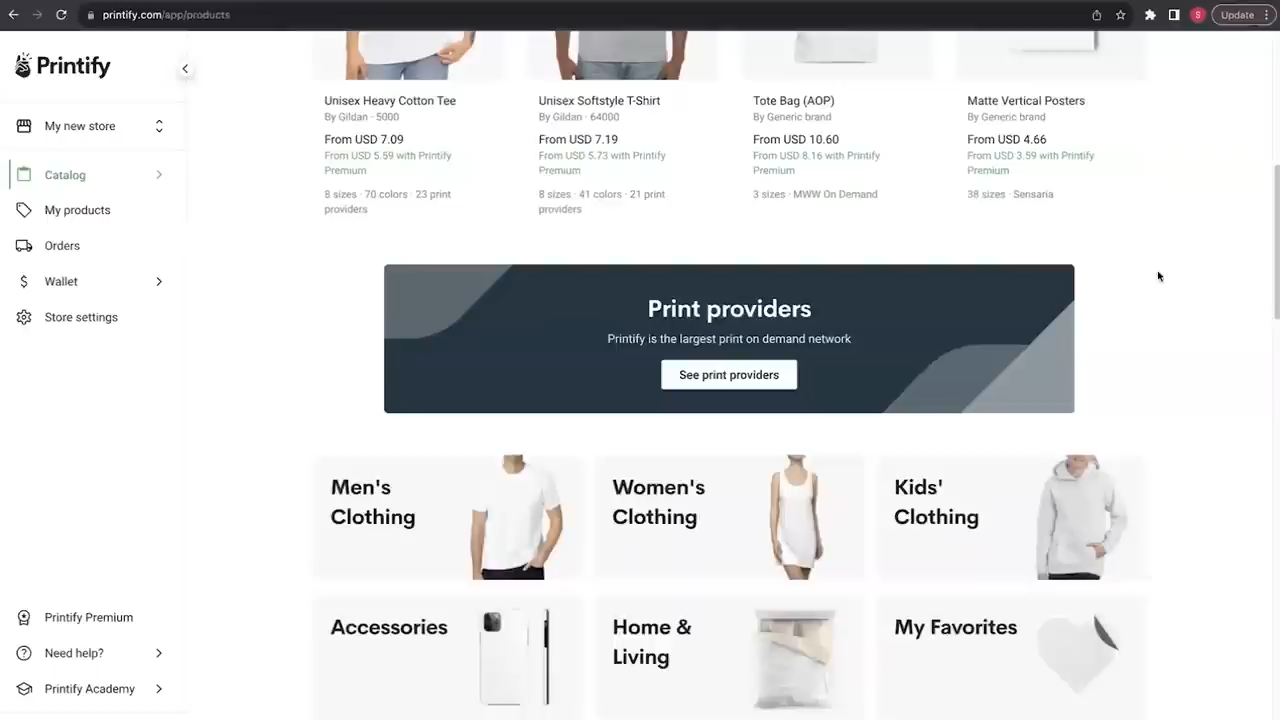 printify.com/app/products
S
Update
Printify
My new store
Catalog
My products
Orders
Wallet
Store settings
Printify Premium
Need help?
Printify Academy
Unisex Heavy Cotton Tee
By Gildan · 5000
From USD 7.09
From USD 5.59 with Printify
Premium
8 sizes · 70 colors · 23 print
providers
Unisex Softstyle T-Shirt
By Gildan · 64000
From USD 7.19
From USD 5.73 with Printify
Premium
8 sizes · 41 colors · 21 print
providers
Tote Bag (AOP)
By Generic brand
From USD 10.60
From USD 8.16 with Printify
Premium
3 sizes · MWW On Demand
Matte Vertical Posters
By Generic brand
From USD 4.66
From USD 3.59 with Printify
Premium
38 sizes · Sensaria
Print providers
Printify is the largest print on demand network
See print providers
Men's
Clothing
Women's
Clothing
Kids'
Clothing
Accessories
Home &
Living
My Favorites